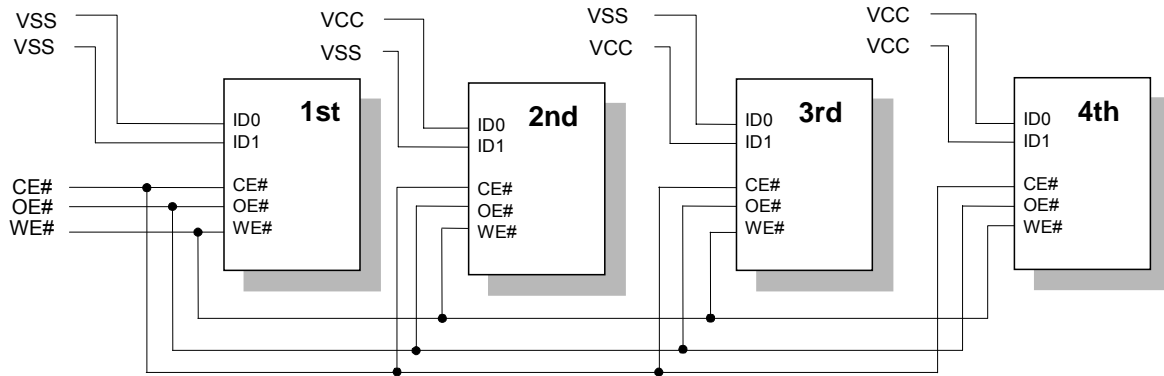 VSS
VSS
VCC
VSS
VSS
VCC
VCC
VCC
1st
ID0
ID1
CE#
OE#
WE#
2nd
ID0
ID1
CE#
OE#
WE#
3rd
ID0
ID1
CE#
OE#
WE#
4th
ID0
ID1
CE#
OE#
WE#
CE#
OE#
WE#